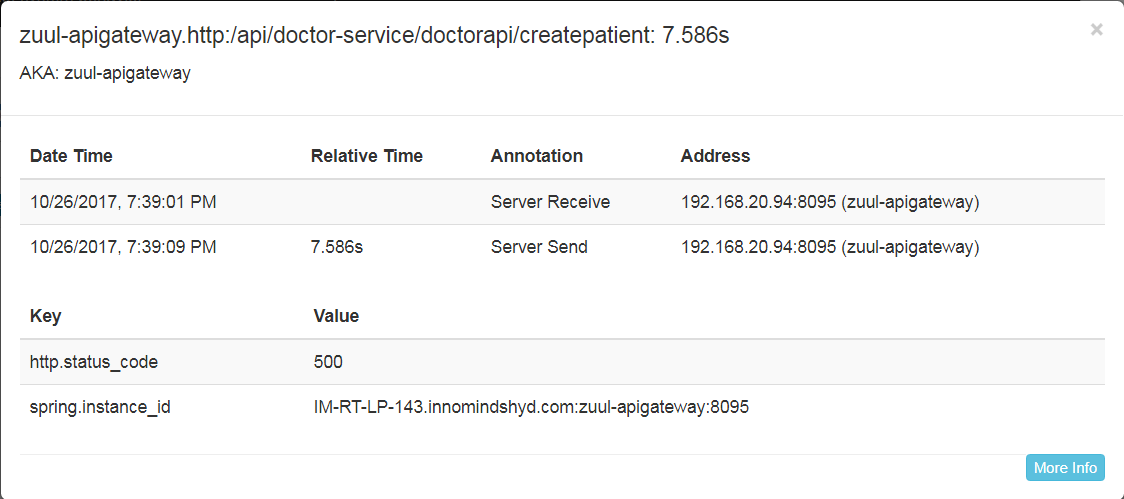 zuul-apigateway.http:/api/doctor-service/doctorapi/createpatient: 7.586s
×
AKA: zuul-apigateway
Date Time Relative Time Annotation Address
10/26/2017, 7:39:01 PM Server Receive 192.168.20.94:8095 (zuul-apigateway)
10/26/2017, 7:39:09 PM 7.586s Server Send 192.168.20.94:8095 (zuul-apigateway)
Key Value
http.status_code 500
spring.instance_id IM-RT-LP-143.innomindshyd.com:zuul-apigateway:8095
More Info